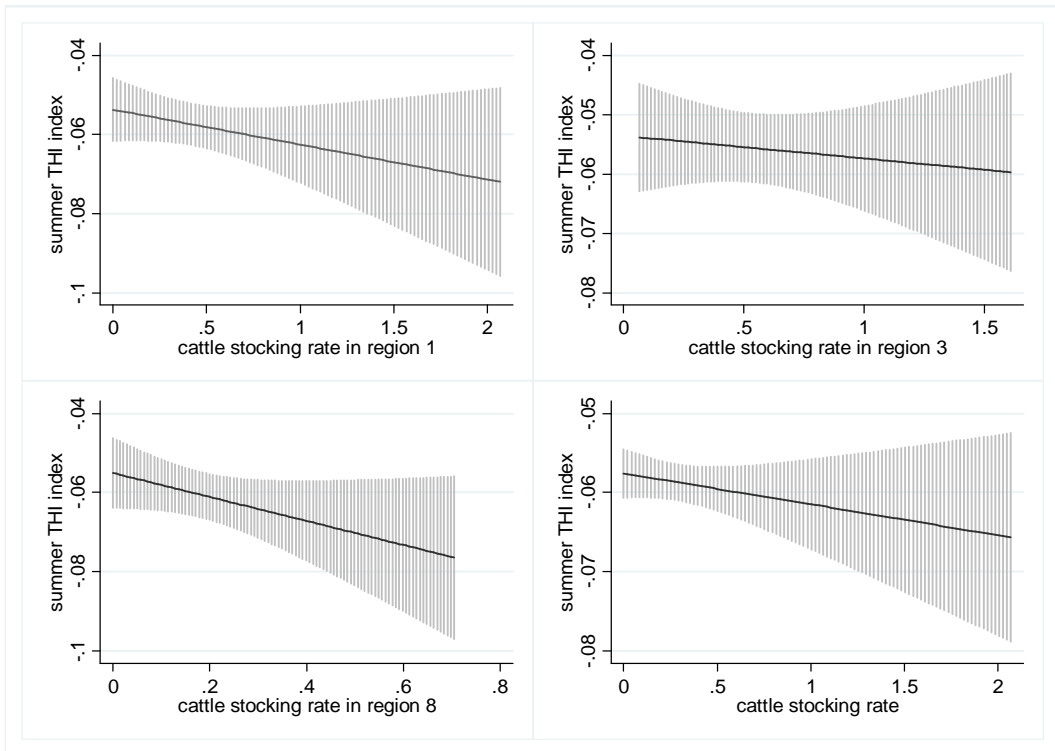 summer THI index
-.04
-.06
-.08
-.1
0 .5 1 1.5 2
cattle stocking rate in region 1
summer THI index
-.04
-.05
-.06
-.07
-.08
0 .5 1 1.5
cattle stocking rate in region 3
summer THI index
-.04
-.06
-.08
-.1
0 .2 .4 .6 .8
cattle stocking rate in region 8
summer THI index
-.05
-.06
-.07
-.08
0 .5 1 1.5 2
cattle stocking rate